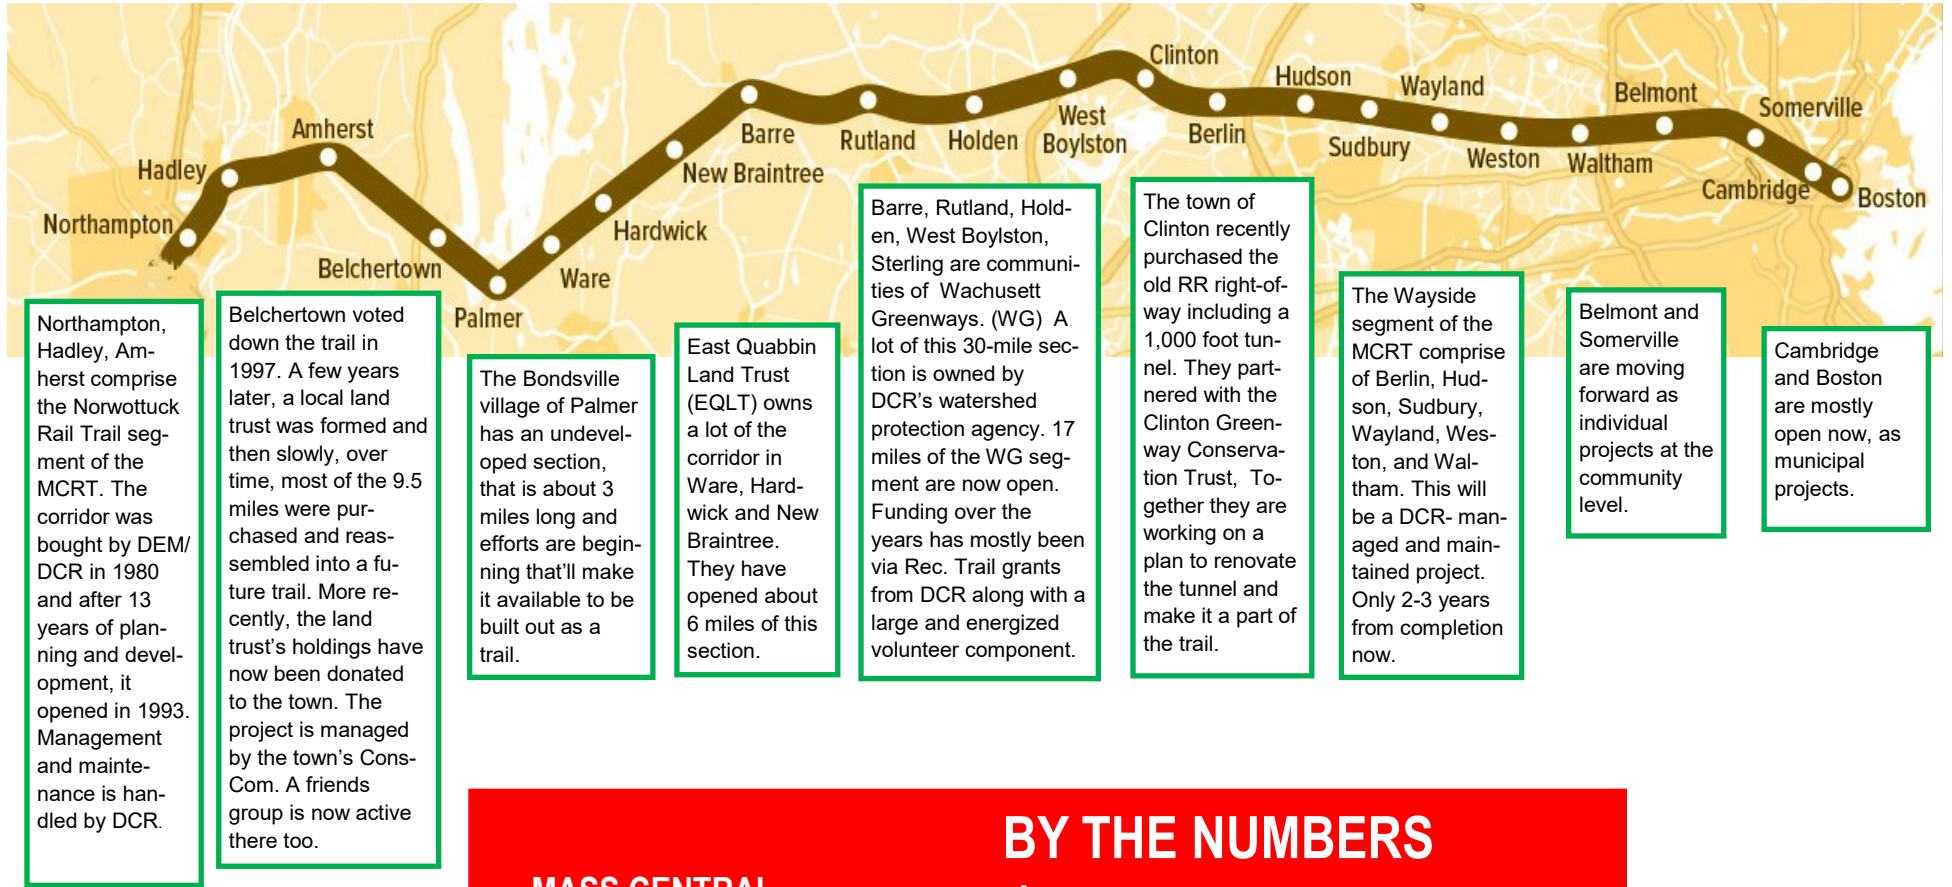 Northampton
Hadley
Amherst
Belchertown
Palmer
Ware
Hardwick
New Braintree
Barre
Rutland
Holden
West
Boylston
Clinton
Berlin
Hudson
Sudbury
Wayland
Weston
Waltham
Belmont
Somerville
Cambridge
Boston
Northampton,
Hadley, Am-
herst comprise
the Norwottuck
Rail Trail seg-
ment of the
MCRT. The
corridor was
bought by DEM/
DCR in 1980
and after 13
years of plan-
ning and devel-
opment, it
opened in 1993.
Management
and mainte-
nance is han-
dled by DCR.
Belchertown voted
down the trail in
1997. A few years
later, a local land
trust was formed and
then slowly, over
time, most of the 9.5
miles were pur-
chased and reas-
sembled into a fu-
ture trail. More re-
cently, the land
trust’s holdings have
now been donated
to the town. The
project is managed
by the town’s Cons-
Com. A friends
group is now active
there too.
The Bondsville
village of Palmer
has an undevel-
oped section,
that is about 3
miles long and
efforts are begin-
ning that’ll make
it available to be
built out as a
trail.
East Quabbin
Land Trust
(EQLT) owns
a lot of the
corridor in
Ware, Hard-
wick and New
Braintree.
They have
opened about
6 miles of this
section.
Barre, Rutland, Hold-
en, West Boylston,
Sterling are communi-
ties of  Wachusett
Greenways. (WG)  A
lot of this 30-mile sec-
tion is owned by
DCR’s watershed
protection agency. 17
miles of the WG seg-
ment are now open.
Funding over the
years has mostly been
via Rec. Trail grants
from DCR along with a
large and energized
volunteer component.
The town of
Clinton recently
purchased the
old RR right-of-
way including a
1,000 foot tun-
nel. They part-
nered with the
Clinton Green-
way Conserva-
tion Trust,  To-
gether they are
working on a
plan to renovate
the tunnel and
make it a part of
the trail.
The Wayside
segment of the
MCRT comprise
of Berlin, Hud-
son, Sudbury,
Wayland, Wes-
ton, and Wal-
tham. This will
be a DCR- man-
aged and main-
tained project.
Only 2-3 years
from completion
now.
Belmont and
Somerville
are moving
forward as
individual
projects at the
community
level.
Cambridge
and Boston
are mostly
open now, as
municipal
projects.
BY THE NUMBERS
MASS CENTRAL